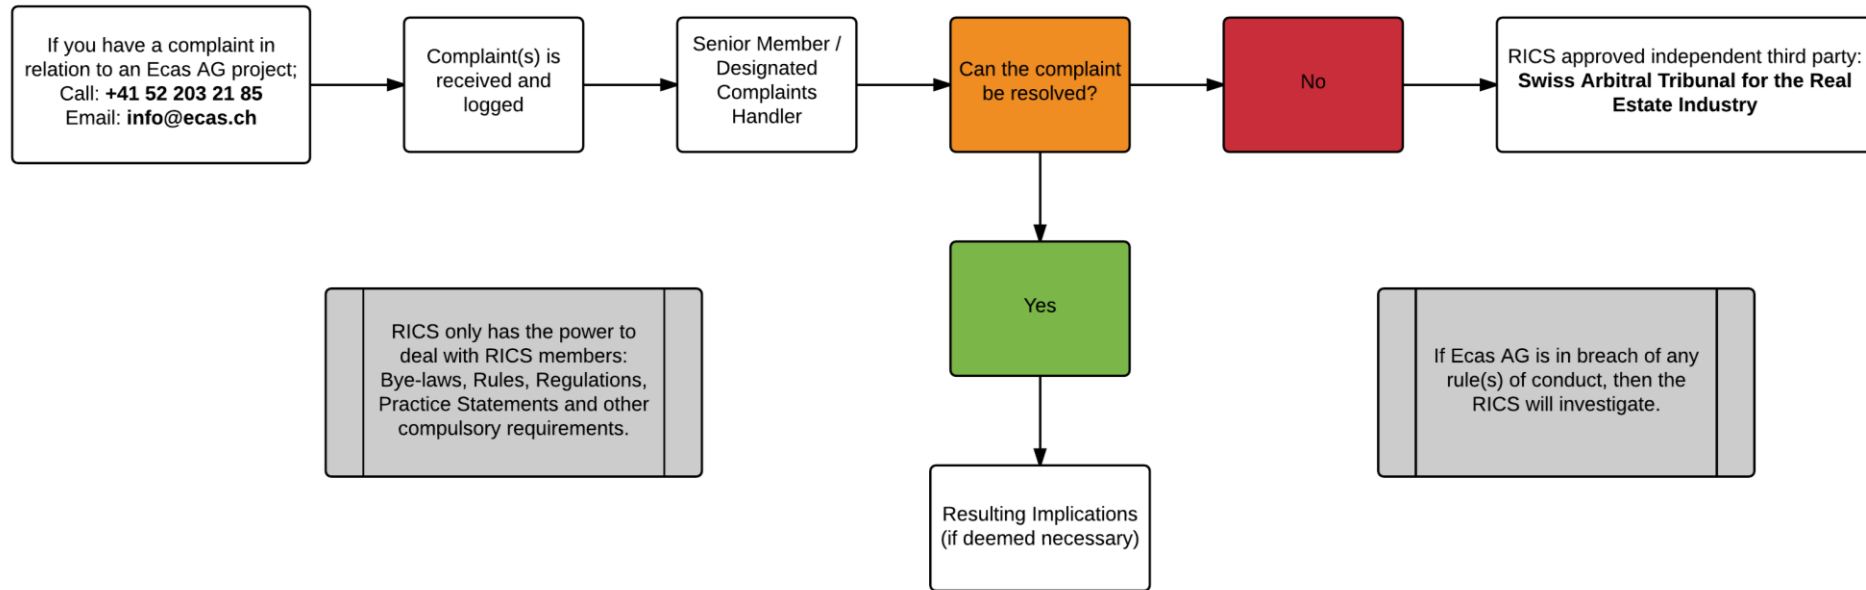 If you have a complaint in
relation to an Ecas AG project;
Call: +41 52 203 21 85
Email: info@ecas.ch
Complaint(s) is
received and
logged
Senior Member /
Designated
Complaints
Handler
Can the complaint
be resolved?
No
RICS approved independent third party:
Swiss Arbitral Tribunal for the Real
Estate Industry
Yes
RICS only has the power to
deal with RICS members:
Bye-laws, Rules, Regulations,
Practice Statements and other
compulsory requirements.
If Ecas AG is in breach of any
rule(s) of conduct, then the
RICS will investigate.
Resulting Implications
(if deemed necessary)